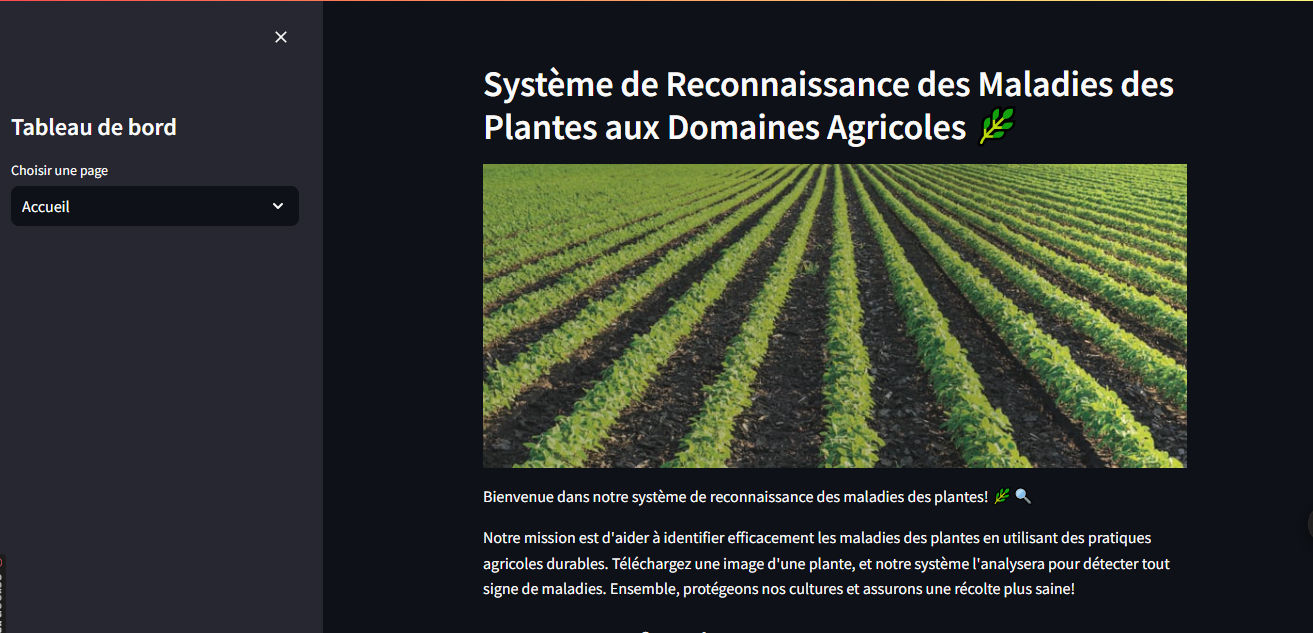 Tableau de bord
Choisir une page
Accueil
Système de Reconnaissance des Maladies des
Plantes aux Domaines Agricoles 🌿
Bienvenue dans notre système de reconnaissance des maladies des plantes! 🌿 🔍
Notre mission est d'aider à identifier efficacement les maladies des plantes en utilisant des pratiques
agricoles durables. Téléchargez une image d'une plante, et notre système l'analysera pour détecter tout
signe de maladies. Ensemble, protégeons nos cultures et assurons une récolte plus saine!